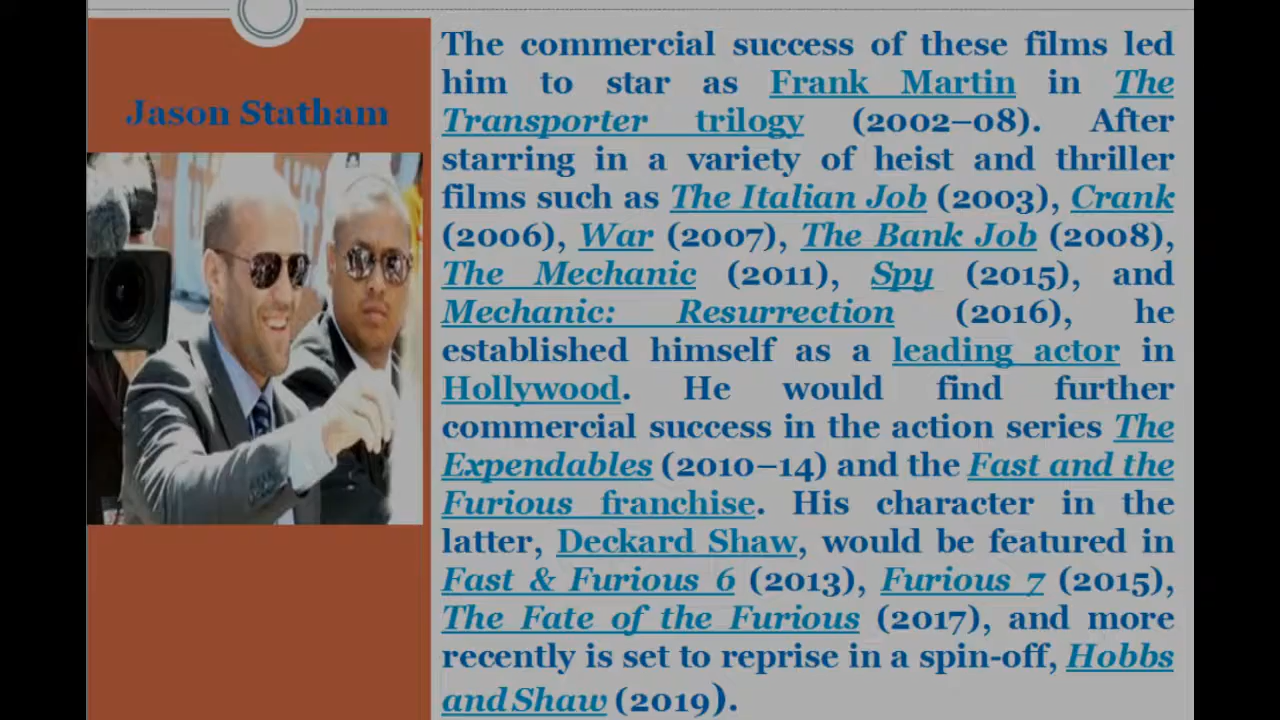 Jason Statham
The commercial success of these films led
him to star as Frank Martin in The
Transporter trilogy (2002–08). After
starring in a variety of heist and thriller
films such as The Italian Job (2003), Crank
(2006), War (2007), The Bank Job (2008),
The Mechanic (2011), Spy (2015), and
Mechanic: Resurrection (2016), he
established himself as a leading actor in
Hollywood. He would find further
commercial success in the action series The
Expendables (2010–14) and the Fast and the
Furious franchise. His character in the
latter, Deckard Shaw, would be featured in
Fast & Furious 6 (2013), Furious 7 (2015),
The Fate of the Furious (2017), and more
recently is set to reprise in a spin-off, Hobbs
and Shaw (2019).